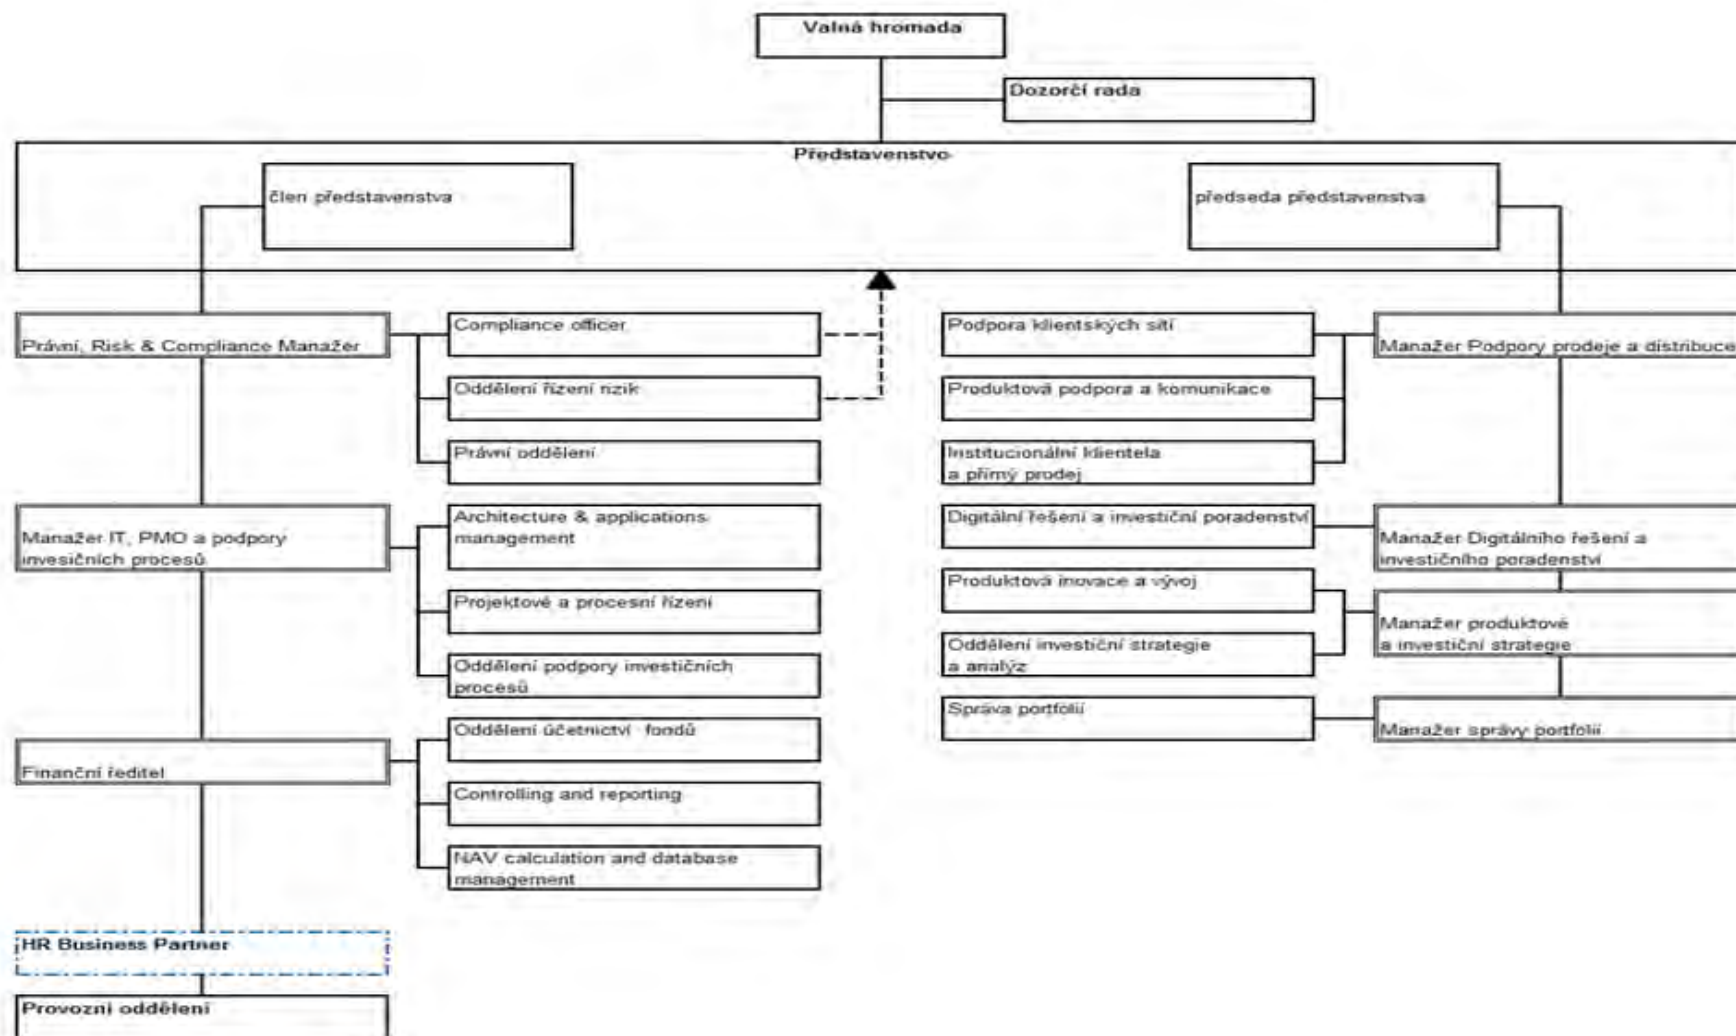 Valná hromada
Dozorčí rada
Představenstvo
člen představenstva
předseda představenstva
Právní, Risk & Compliance Manažer
Compliance officer
Oddělení řízení rizik
Právní oddělení
Manažer IT, PMO a podpory
invesičních procesů
Architecture & applications
management
Projektové a procesní řízení
Oddělení podpory investičních
procesů
Finanční ředitel
Oddělení účetnictví fondů
Controlling and reporting
NAV calculation and database
management
HR Business Partner
Provozní oddělení
Podpora klientských sítí
Produktová podpora a komunikace
Institucionální klientela
a přímý prodej
Manažer Podpory prodeje a distribuce
Digitální řešení a investiční poradenství
Manažer Digitálního řešení a
investičního poradenství
Produktová inovace a vývoj
Oddělení investiční strategie
a analýz
Manažer produktové
a investiční strategie
Správa portfolií
Manažer správy portfolií